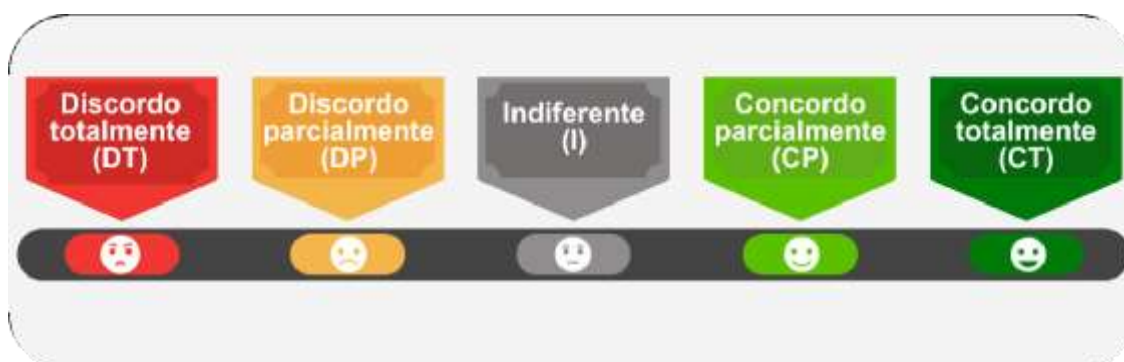 Discordo
totalmente
(DT)
Discordo
parcialmente
(DP)
Indiferente
(I)
Concordo
parcialmente
(CP)
Concordo
totalmente
(CT)